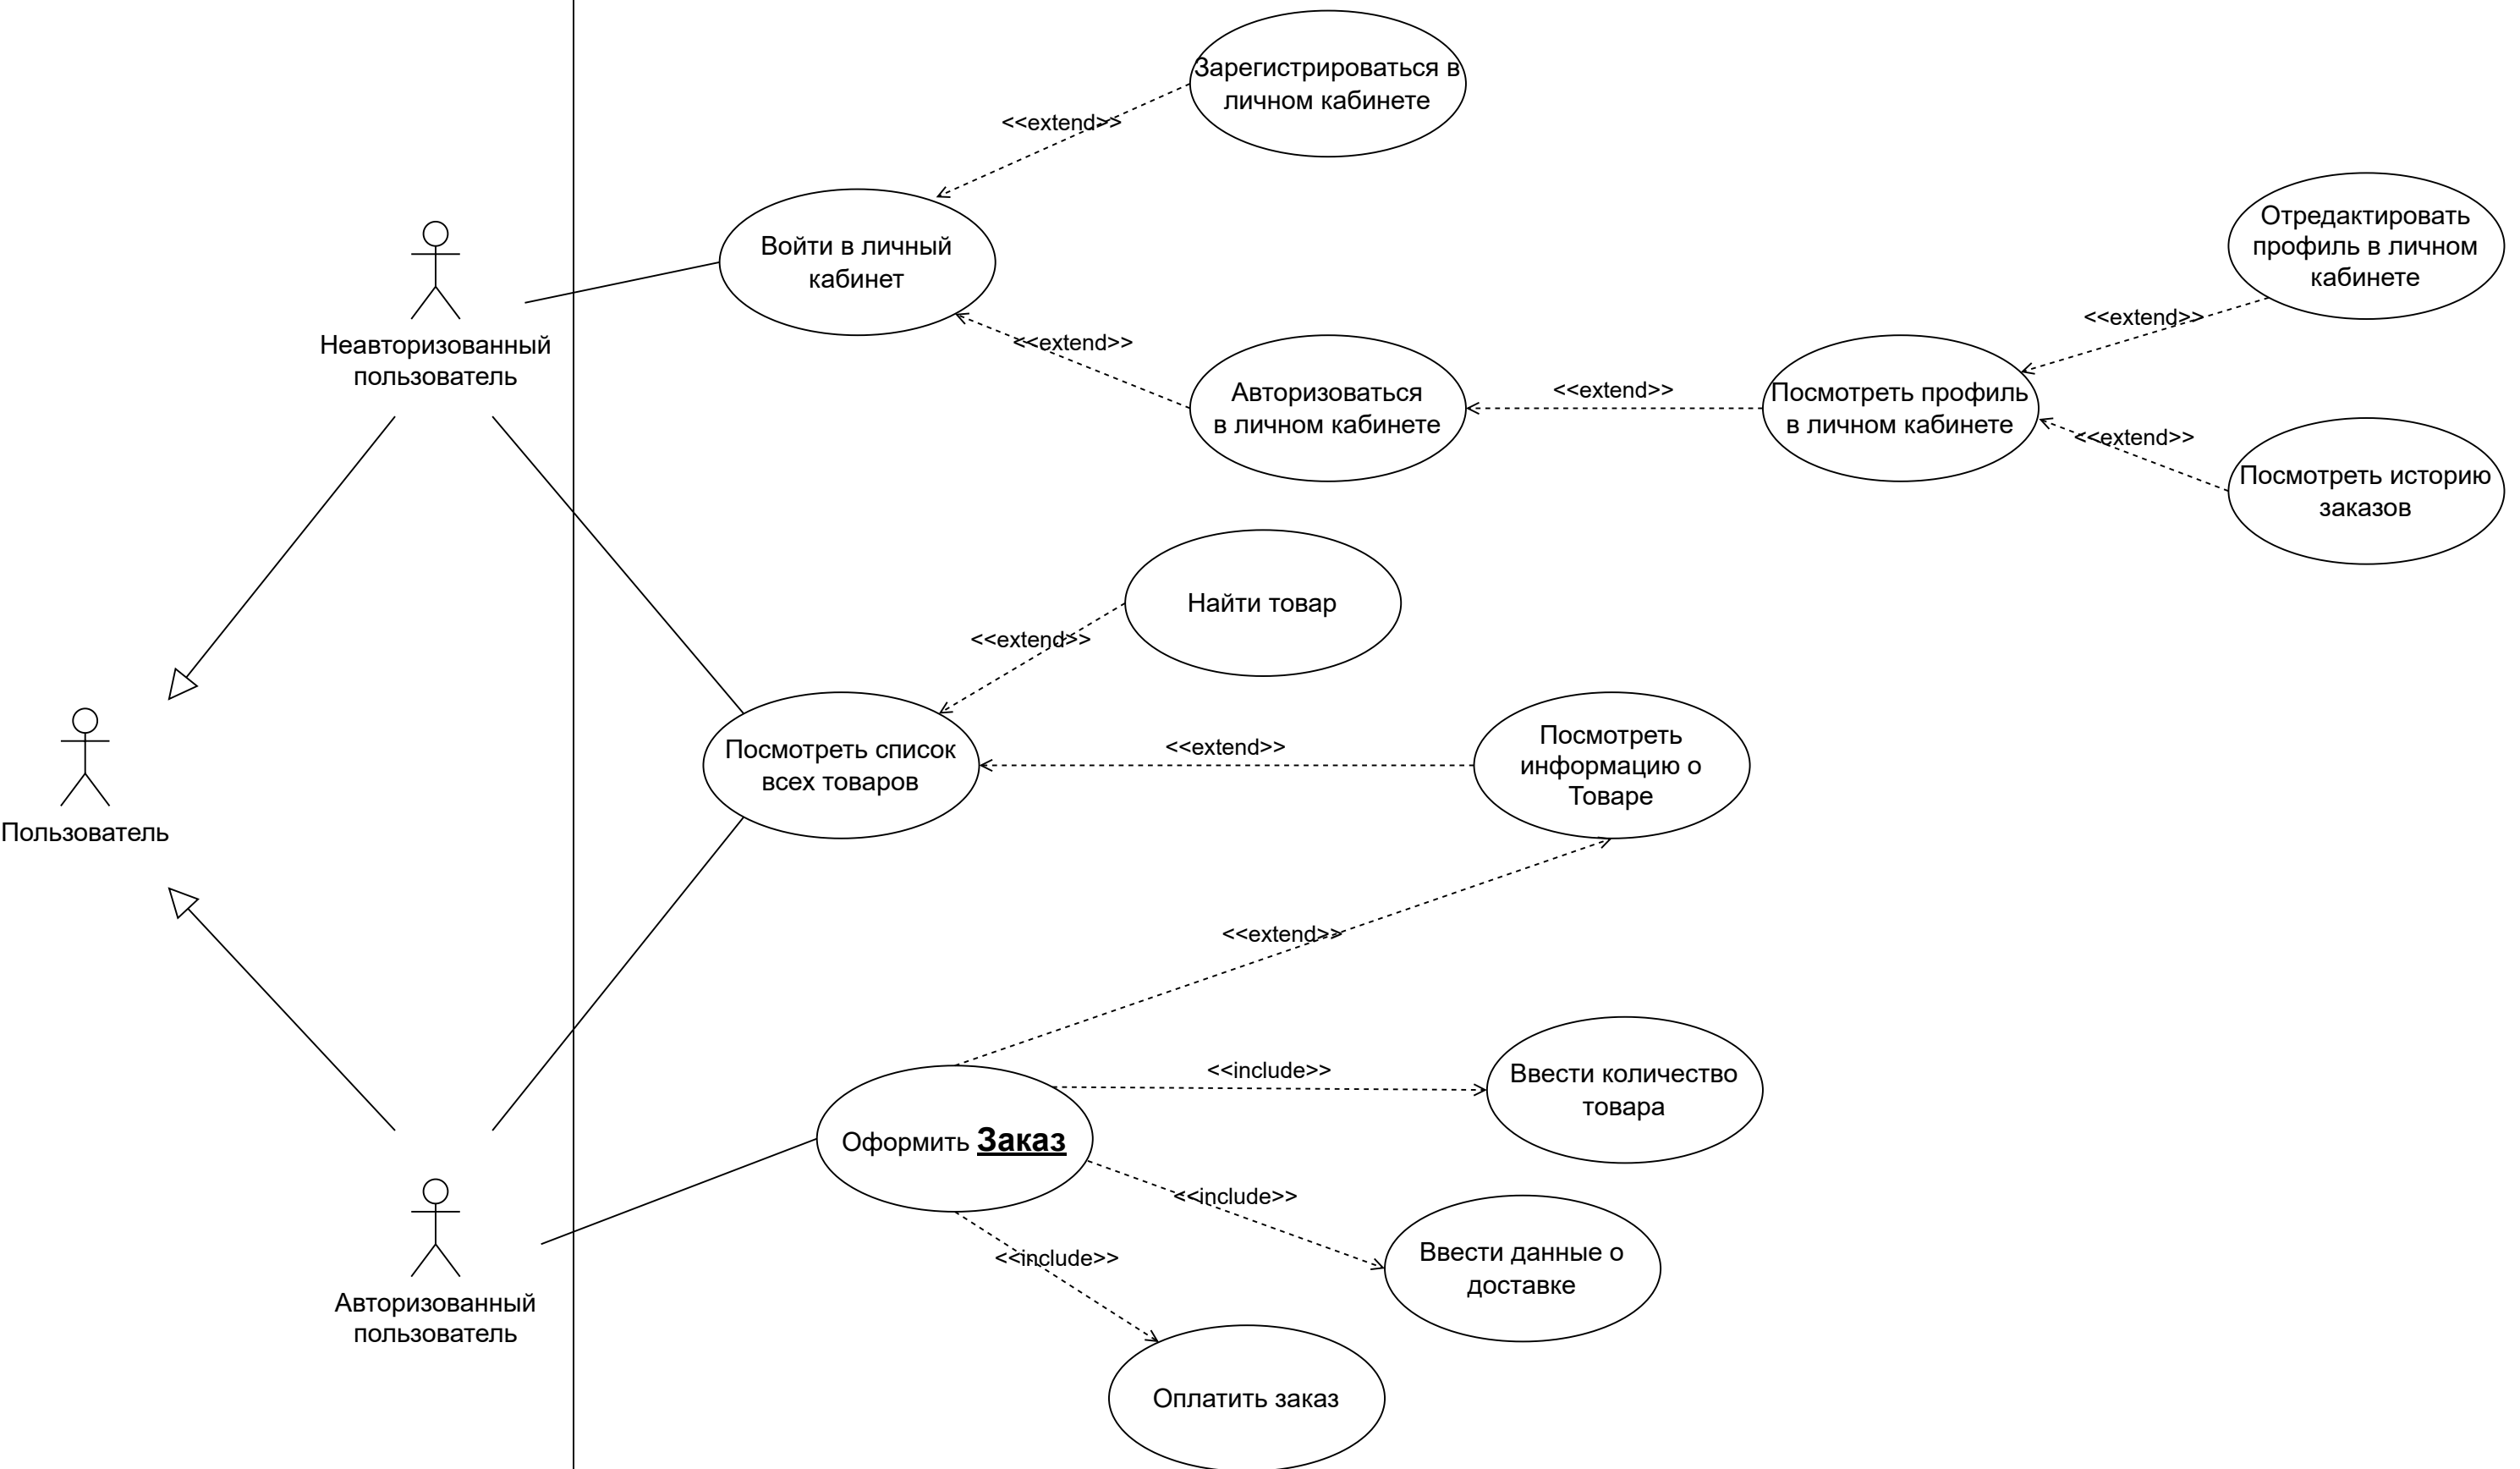 Зарегистрироваться в
личном кабинете
<<extend>>
Войти в личный
кабинет
Неавторизованный
пользователь
<<extend>>
Авторизоваться
в личном кабинете
<<extend>>
Посмотреть профиль
в личном кабинете
<<extend>>
Отредактировать
профиль в личном
кабинете
<<extend>>
Посмотреть историю
заказов
Найти товар
<<extend>>
Посмотреть список
всех товаров
<<extend>>
Посмотреть
информацию о
Товаре
Пользователь
<<extend>>
<<include>>
Ввести количество
товара
Оформить Заказ
<<include>>
Ввести данные о
доставке
<<include>>
Оплатить заказ
Авторизованный
пользователь